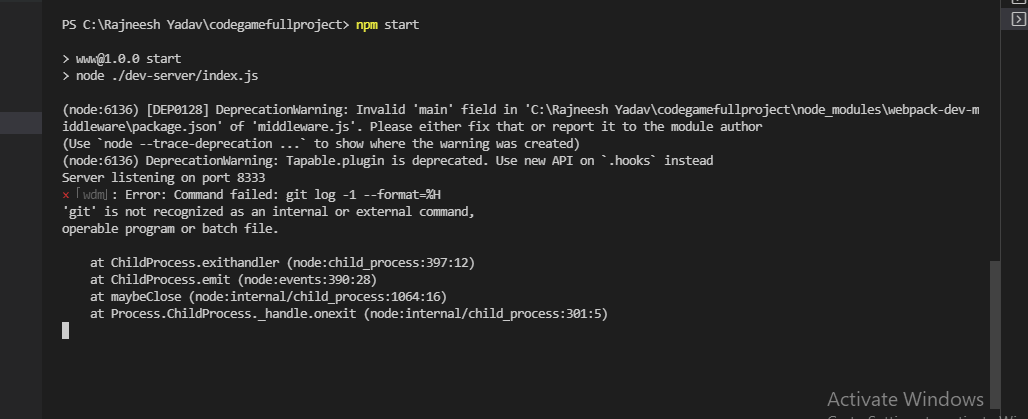 PS C:\Rajneesh Yadav\codegamefullproject> npm start
> www@1.0.0 start
> node ./dev-server/index.js
(node:6136) [DEP0128] DeprecationWarning: Invalid 'main' field in 'C:\Rajneesh Yadav\codegamefullproject\node_modules\webpack-dev-m
iddleware\package.json' of 'middleware.js'. Please either fix that or report it to the module author
(Use `node --trace-deprecation ...` to show where the warning was created)
(node:6136) DeprecationWarning: Tapable.plugin is deprecated. Use new API on `.hooks` instead
Server listening on port 8333
× ｢wdm｣: Error: Command failed: git log -1 --format=%H
'git' is not recognized as an internal or external command,
operable program or batch file.
at ChildProcess.exithandler (node:child_process:397:12)
at ChildProcess.emit (node:events:390:28)
at maybeClose (node:internal/child_process:1064:16)
at Process.ChildProcess._handle.onexit (node:internal/child_process:301:5)
Activate Windows